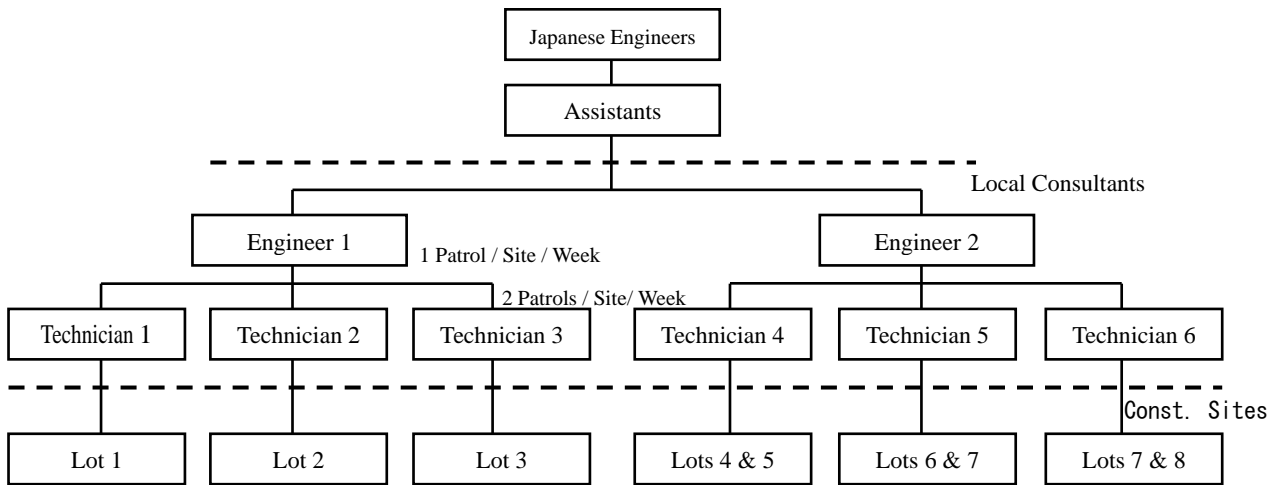 Japanese Engineers
Assistants
Local Consultants
Engineer 1
Engineer 2
1 Patrol / Site / Week
2 Patrols / Site/ Week
Technician 1
Technician 2
Technician 3
Technician 4
Technician 5
Technician 6
Const. Sites
Lot 1
Lot 2
Lot 3
Lots 4 & 5
Lots 6 & 7
Lots 7 & 8